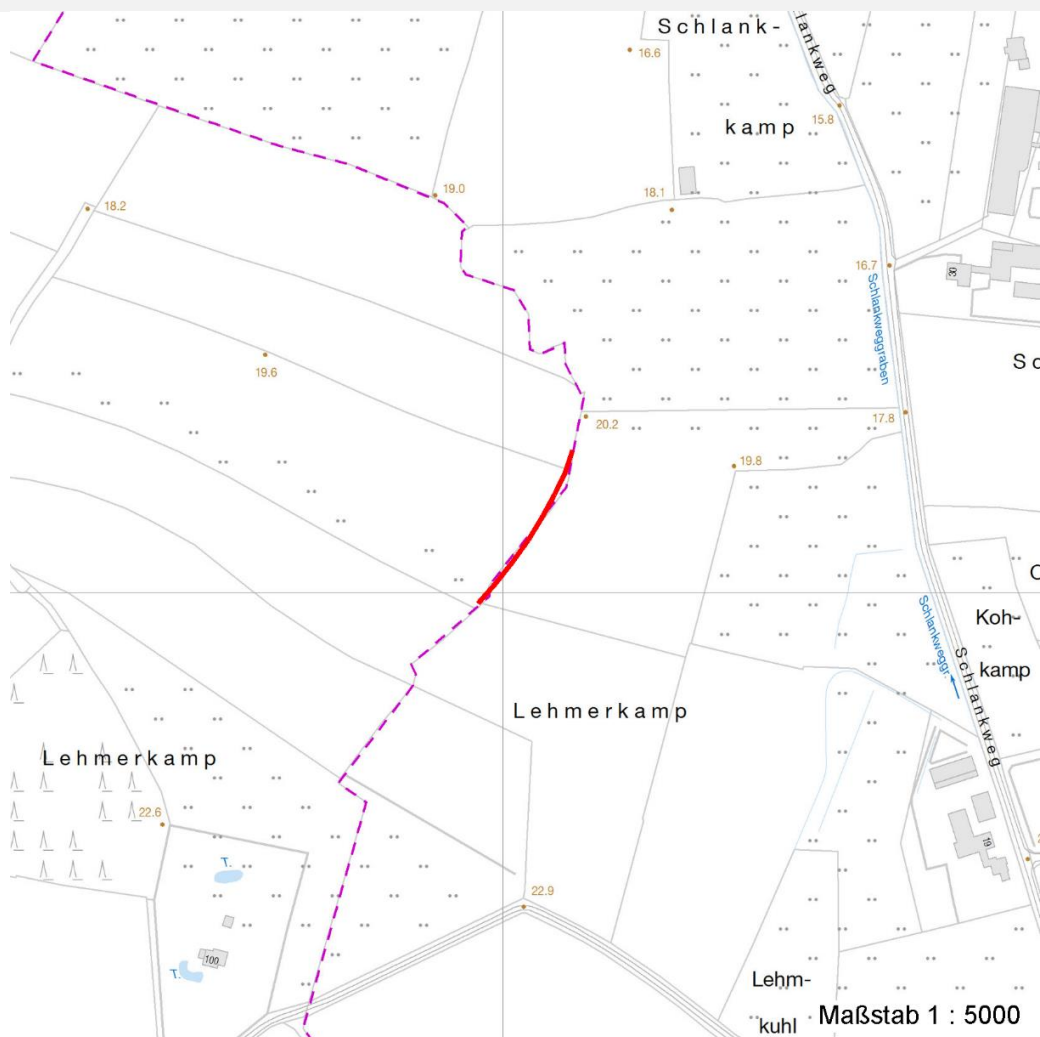 Schlank-
kamp
lankweg
16.6
15.8
19.0
18.1
18.2
16.7
30
Schlankweggraben
19.6
Sc
20.2
17.8
19.8
Schlankweggr.
Koh-
kamp
Schlankweg
Lehmerkamp
Lehmerkamp
22.6
T.
19
22.9
100
T.
Lehm-
kuhl
Maßstab 1 : 5000